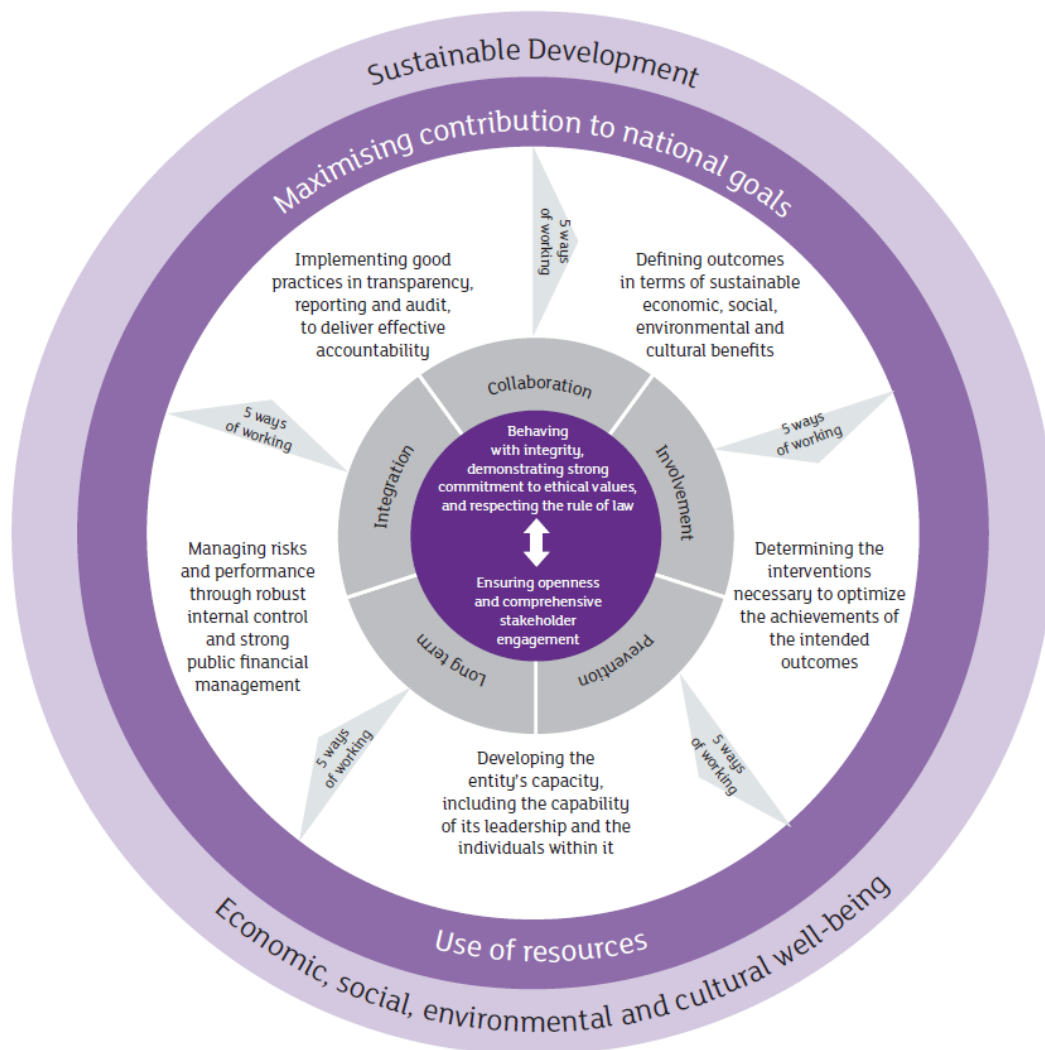 Sustainable Development
Maximising contribution to national goals
5 ways
of working
Implementing good
practices in transparency,
reporting and audit,
to deliver effective
accountability
Defining outcomes
in terms of sustainable
economic, social,
environmental and
cultural benefits
Collaboration
5 ways
of working
5 ways
of working
Integration
Behaving
with integrity,
demonstrating strong
commitment to ethical values,
and respecting the rule of law
Involvement
Managing risks
and performance
through robust
internal control
and strong
public financial
management
Ensuring openness
and comprehensive
stakeholder
engagement
Determining the
interventions
necessary to optimize
the achievements of
the intended
outcomes
Long term
Prevention
5 ways
of working
5 ways
of working
Developing the
entity's capacity,
including the capability
of its leadership and the
individuals within it
Use of resources
Economic, social, environmental and cultural well-being